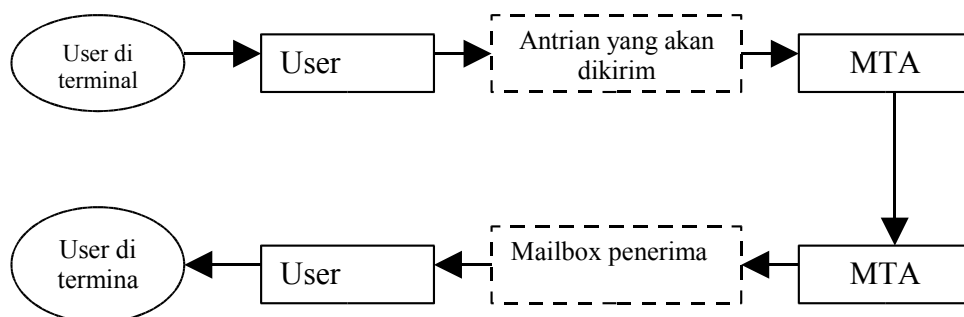 User di
terminal
User
Antrian yang akan
dikirim
MTA
User di
termina
User
Mailbox penerima
MTA